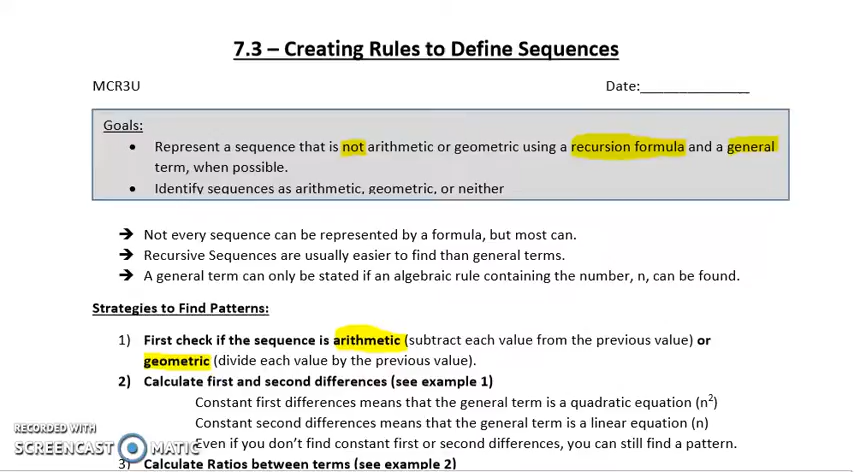 7.3 – Creating Rules to Define Sequences
MCR3U Date:______________
Goals:
• Represent a sequence that is not arithmetic or geometric using a recursion formula and a general
term, when possible.
• Identify sequences as arithmetic, geometric, or neither
➔ Not every sequence can be represented by a formula, but most can.
➔ Recursive Sequences are usually easier to find than general terms.
➔ A general term can only be stated if an algebraic rule containing the number, n, can be found.
Strategies to Find Patterns:
1) First check if the sequence is arithmetic (subtract each value from the previous value) or
geometric (divide each value by the previous value).
2) Calculate first and second differences (see example 1)
Constant first differences means that the general term is a quadratic equation (n²)
Constant second differences means that the general term is a linear equation (n)
Even if you don't find constant first or second differences, you can still find a pattern.
3) Calculate Ratios between terms (see example 2)
RECORDED WITH
SCREENCAST MATIC